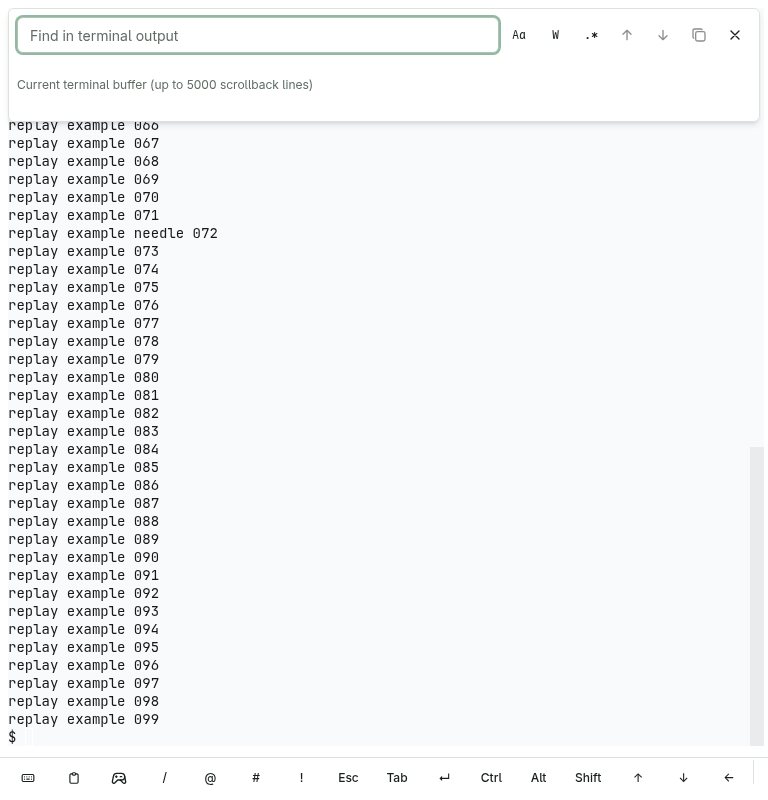 Find in terminal output Aa W .*
Current terminal buffer (up to 5000 scrollback lines)
replay example 066
replay example 067
replay example 068
replay example 069
replay example 070
replay example 071
replay example needle 072
replay example 073
replay example 074
replay example 075
replay example 076
replay example 077
replay example 078
replay example 079
replay example 080
replay example 081
replay example 082
replay example 083
replay example 084
replay example 085
replay example 086
replay example 087
replay example 088
replay example 089
replay example 090
replay example 091
replay example 092
replay example 093
replay example 094
replay example 095
replay example 096
replay example 097
replay example 098
replay example 099
$
/ @ # ! Esc Tab ↵ Ctrl Alt Shift ↑ ↓ ←